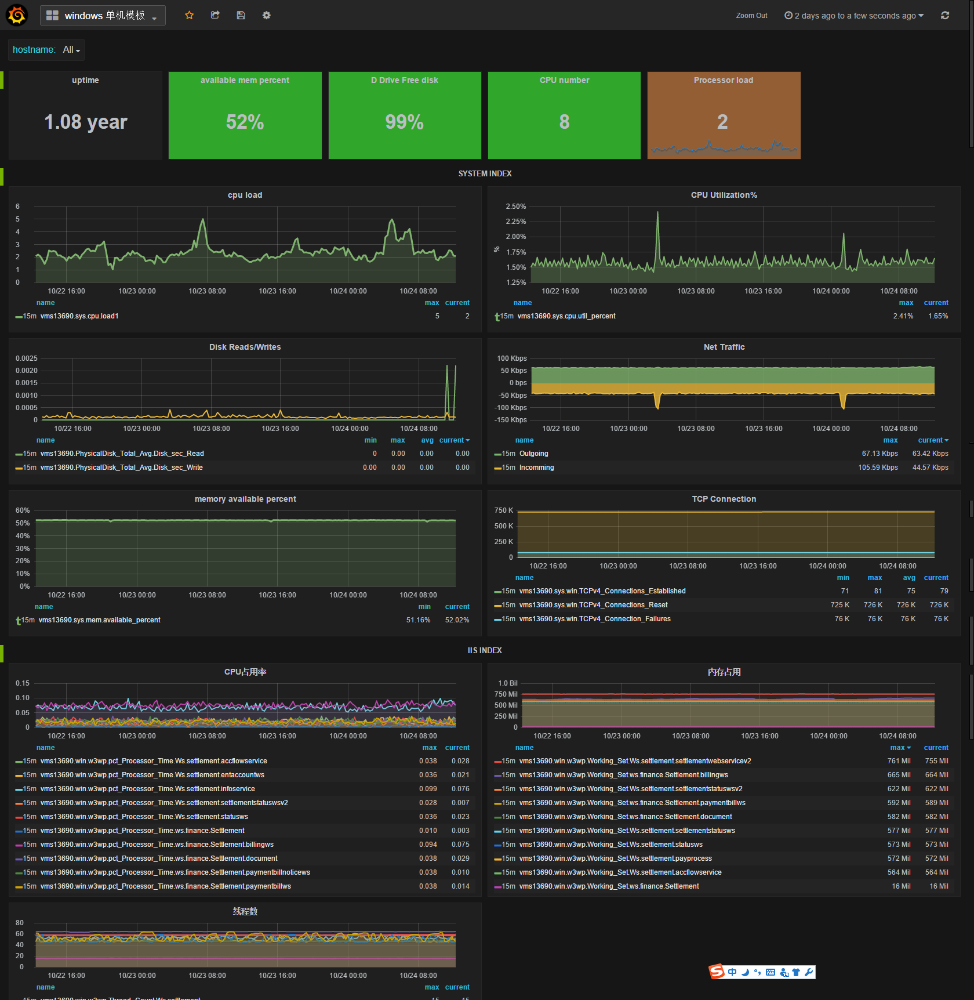 windows 单机模板
Zoom Out
2 days ago to a few seconds ago
hostname: All
uptime
1.08 year
available mem percent
52%
D Drive Free disk
99%
CPU number
8
Processor load
2
SYSTEM INDEX
cpu load
6
5
4
3
2
1
0
10/22 16:00 10/23 00:00 10/23 08:00 10/23 16:00 10/24 00:00 10/24 08:00
name max current
15m vms13690.sys.cpu.load1 5 2
CPU Utilization%
%
2.50%
2.25%
2.00%
1.75%
1.50%
1.25%
10/22 16:00 10/23 00:00 10/23 08:00 10/23 16:00 10/24 00:00 10/24 08:00
name max current
15m vms13690.sys.cpu.util_percent 2.41% 1.65%
Disk Reads/Writes
0.0025
0.0020
0.0015
0.0010
0.0005
0
10/22 16:00 10/23 00:00 10/23 08:00 10/23 16:00 10/24 00:00 10/24 08:00
name min max avg current
15m vms13690.PhysicalDisk_Total_Avg.Disk_sec_Read 0 0.00 0.00 0.00
15m vms13690.PhysicalDisk_Total_Avg.Disk_sec_Write 0.00 0.00 0.00 0.00
Net Traffic
100 Kbps
50 Kbps
0 bps
-50 Kbps
-100 Kbps
-150 Kbps
10/22 16:00 10/23 00:00 10/23 08:00 10/23 16:00 10/24 00:00 10/24 08:00
name max current
15m Outgoing 67.13 Kbps 63.42 Kbps
15m Incomming 105.59 Kbps 44.57 Kbps
memory available percent
60%
50%
40%
30%
20%
10%
0%
10/22 16:00 10/23 00:00 10/23 08:00 10/23 16:00 10/24 00:00 10/24 08:00
name min current
15m vms13690.sys.mem.available_percent 51.16% 52.02%
TCP Connection
750 K
500 K
250 K
0
10/22 16:00 10/23 00:00 10/23 08:00 10/23 16:00 10/24 00:00 10/24 08:00
name min max avg current
15m vms13690.sys.win.TCPv4_Connections_Established 71 81 75 79
15m vms13690.sys.win.TCPv4_Connections_Reset 725 K 726 K 726 K 726 K
15m vms13690.sys.win.TCPv4_Connection_Failures 76 K 76 K 76 K 76 K
IIS INDEX
CPU占用率
0.15
0.10
0.05
0
10/22 16:00 10/23 00:00 10/23 08:00 10/23 16:00 10/24 00:00 10/24 08:00
name max current
15m vms13690.win.w3wp.pct_Processor_Time.Ws.settlement.accflowservice 0.038 0.028
15m vms13690.win.w3wp.pct_Processor_Time.Ws.settlement.entaccountws 0.036 0.021
15m vms13690.win.w3wp.pct_Processor_Time.Ws.settlement.infoservice 0.099 0.076
15m vms13690.win.w3wp.pct_Processor_Time.Ws.settlement.settlementstatuswsv2 0.028 0.007
15m vms13690.win.w3wp.pct_Processor_Time.Ws.settlement.statusws 0.036 0.023
15m vms13690.win.w3wp.pct_Processor_Time.ws.finance.Settlement 0.010 0.003
15m vms13690.win.w3wp.pct_Processor_Time.ws.finance.Settlement.billingws 0.094 0.075
15m vms13690.win.w3wp.pct_Processor_Time.ws.finance.Settlement.document 0.038 0.029
15m vms13690.win.w3wp.pct_Processor_Time.ws.finance.Settlement.paymentbillnoticews 0.038 0.010
15m vms13690.win.w3wp.pct_Processor_Time.ws.finance.Settlement.paymentbillws 0.038 0.014
内存占用
1.0 Bil
750 Mil
500 Mil
250 Mil
0
10/22 16:00 10/23 00:00 10/23 08:00 10/23 16:00 10/24 00:00 10/24 08:00
name max current
15m vms13690.win.w3wp.Working_Set.Ws.settlement.settlementwebservicev2 761 Mil 755 Mil
15m vms13690.win.w3wp.Working_Set.ws.finance.Settlement.billingws 665 Mil 664 Mil
15m vms13690.win.w3wp.Working_Set.Ws.settlement.settlementstatuswsv2 622 Mil 622 Mil
15m vms13690.win.w3wp.Working_Set.ws.finance.Settlement.paymentbillws 592 Mil 589 Mil
15m vms13690.win.w3wp.Working_Set.ws.finance.Settlement.document 582 Mil 582 Mil
15m vms13690.win.w3wp.Working_Set.Ws.settlement.settlementstatusws 577 Mil 577 Mil
15m vms13690.win.w3wp.Working_Set.Ws.settlement.statusws 573 Mil 573 Mil
15m vms13690.win.w3wp.Working_Set.Ws.settlement.payprocess 572 Mil 572 Mil
15m vms13690.win.w3wp.Working_Set.Ws.settlement.accflowservice 564 Mil 564 Mil
15m vms13690.win.w3wp.Working_Set.ws.finance.Settlement 16 Mil 16 Mil
线程数
80
60
40
20
0
10/22 16:00 10/23 00:00 10/23 08:00 10/23 16:00 10/24 00:00 10/24 08:00
name max current
15m vms13690.win.w3wp.Thread_Count.Ws.settlement 15 15
S 中